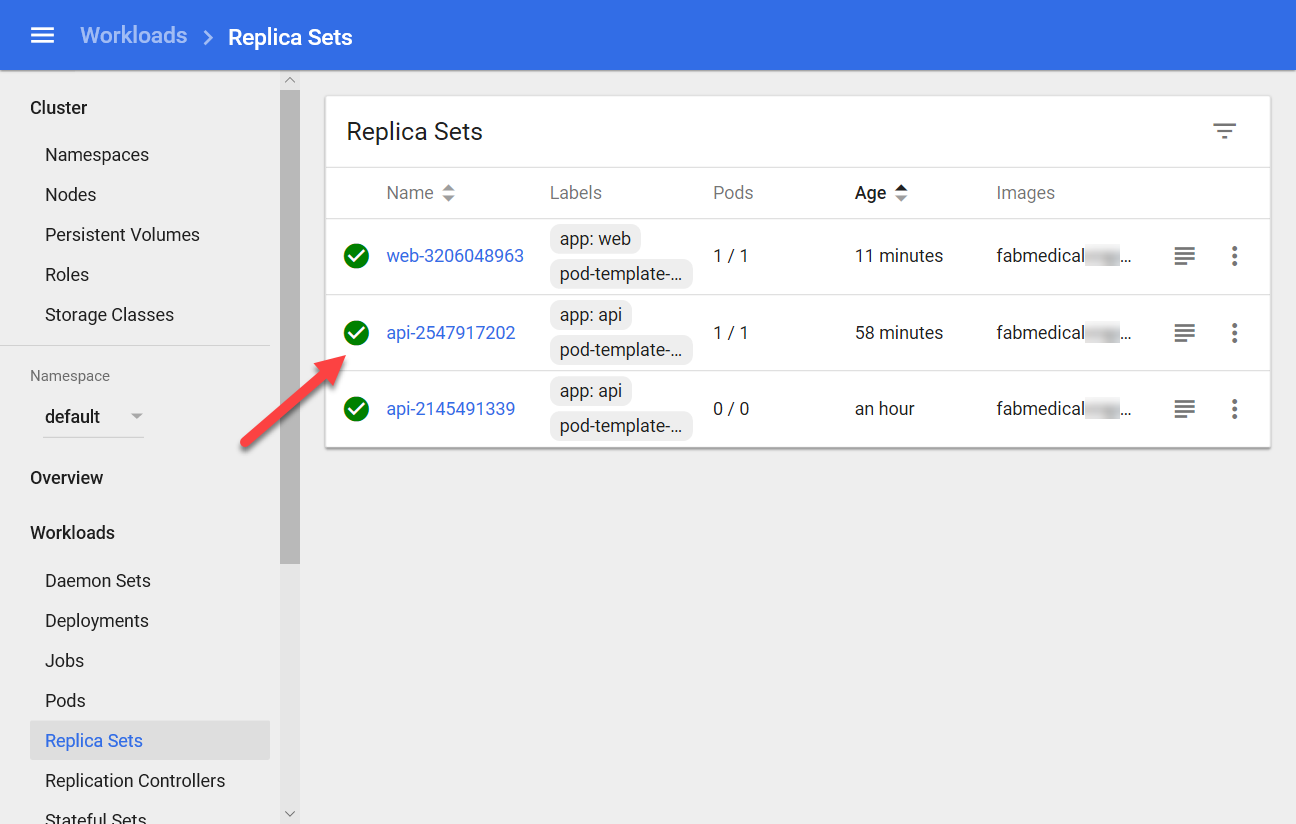 Workloads > Replica Sets
Cluster
Namespaces
Nodes
Persistent Volumes
Roles
Storage Classes
Namespace
default
Overview
Workloads
Daemon Sets
Deployments
Jobs
Pods
Replica Sets
Replication Controllers
Stateful Sets
Replica Sets
Name Labels Pods Age Images
app: web
web-3206048963 1 / 1 11 minutes fabmedical ...
pod-template-...
app: api
api-2547917202 1 / 1 58 minutes fabmedical ...
pod-template-...
app: api
api-2145491339 0 / 0 an hour fabmedical ...
pod-template-...